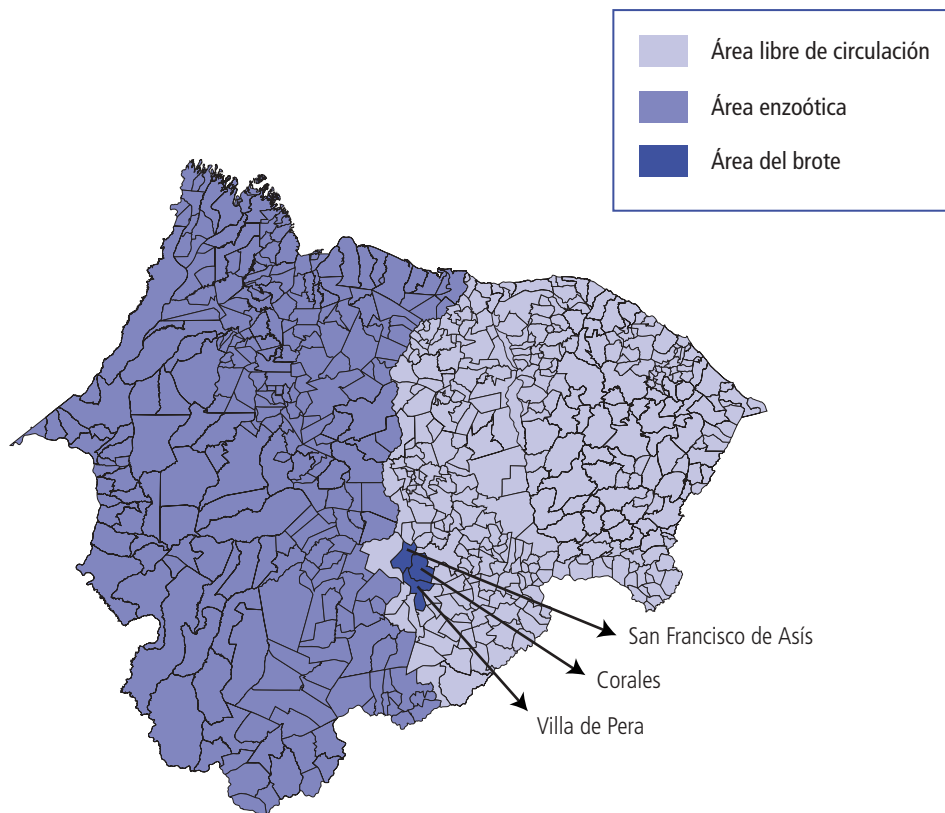 Área libre de circulación
Área enzoótica
Área del brote
San Francisco de Asís
Corales
Villa de Pera